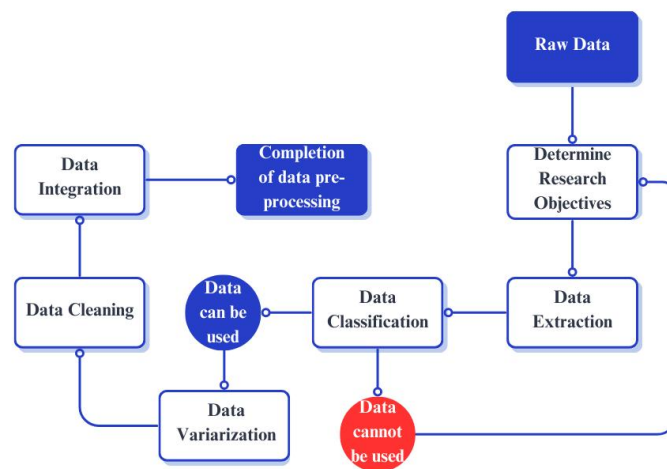 Raw Data
Determine
Research
Objectives
Data
Extraction
Data
Classification
Data
cannot
be used
Data
can be
used
Data
Variarization
Data Cleaning
Data
Integration
Completion
of data pre-
processing